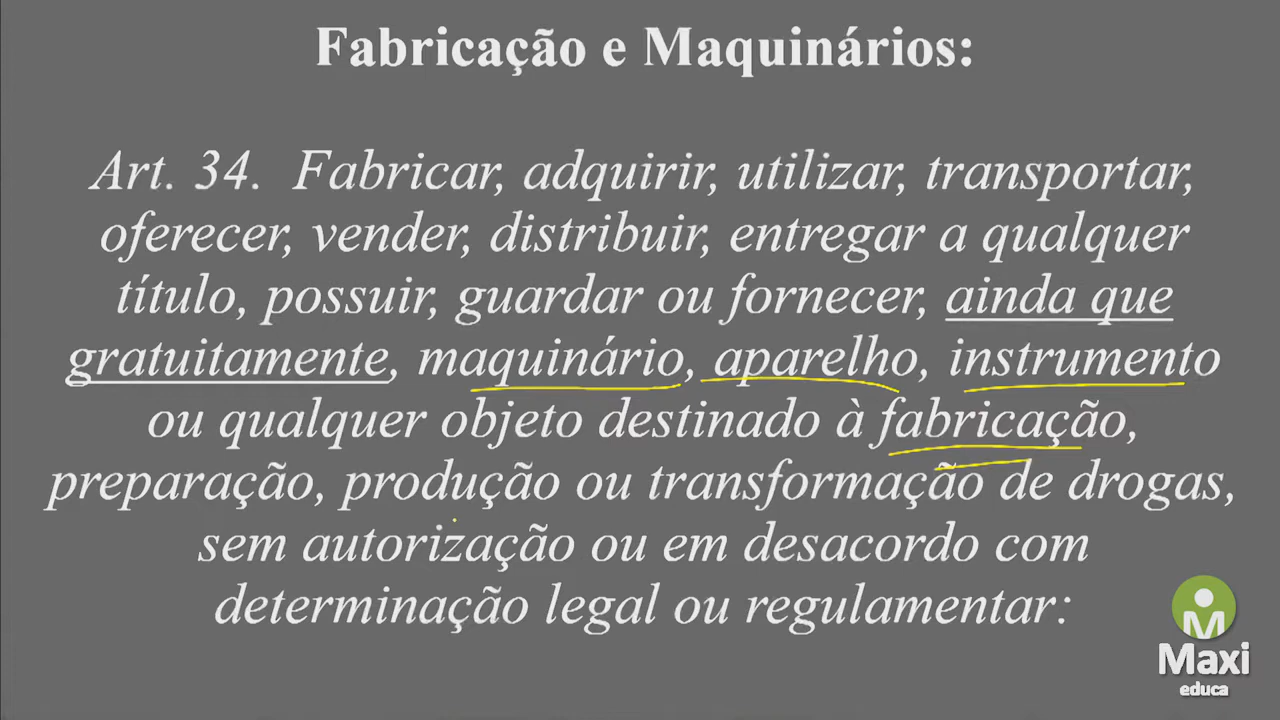 Fabricação e Maquinários:
Art. 34. Fabricar, adquirir, utilizar, transportar,
oferecer, vender, distribuir, entregar a qualquer
título, possuir, guardar ou fornecer, ainda que
gratuitamente, maquinário, aparelho, instrumento
ou qualquer objeto destinado à fabricação,
preparação, produção ou transformação de drogas,
sem autorização ou em desacordo com
determinação legal ou regulamentar:
M
Maxi
educa